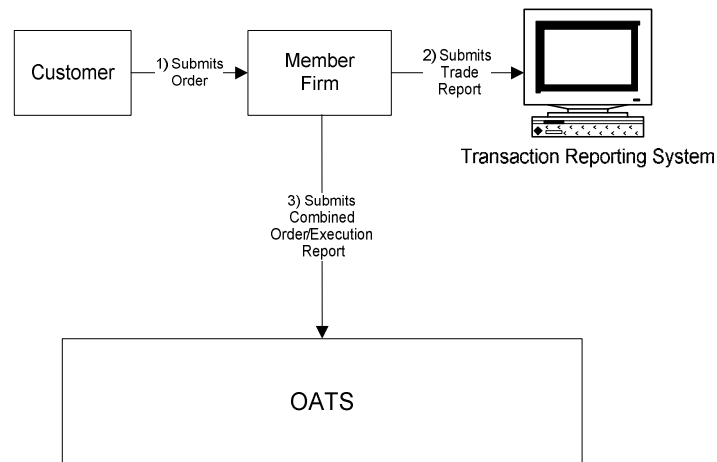 Customer
1) Submits
Order
Member
Firm
2) Submits
Trade
Report
Transaction Reporting System
3) Submits
Combined
Order/Execution
Report
OATS